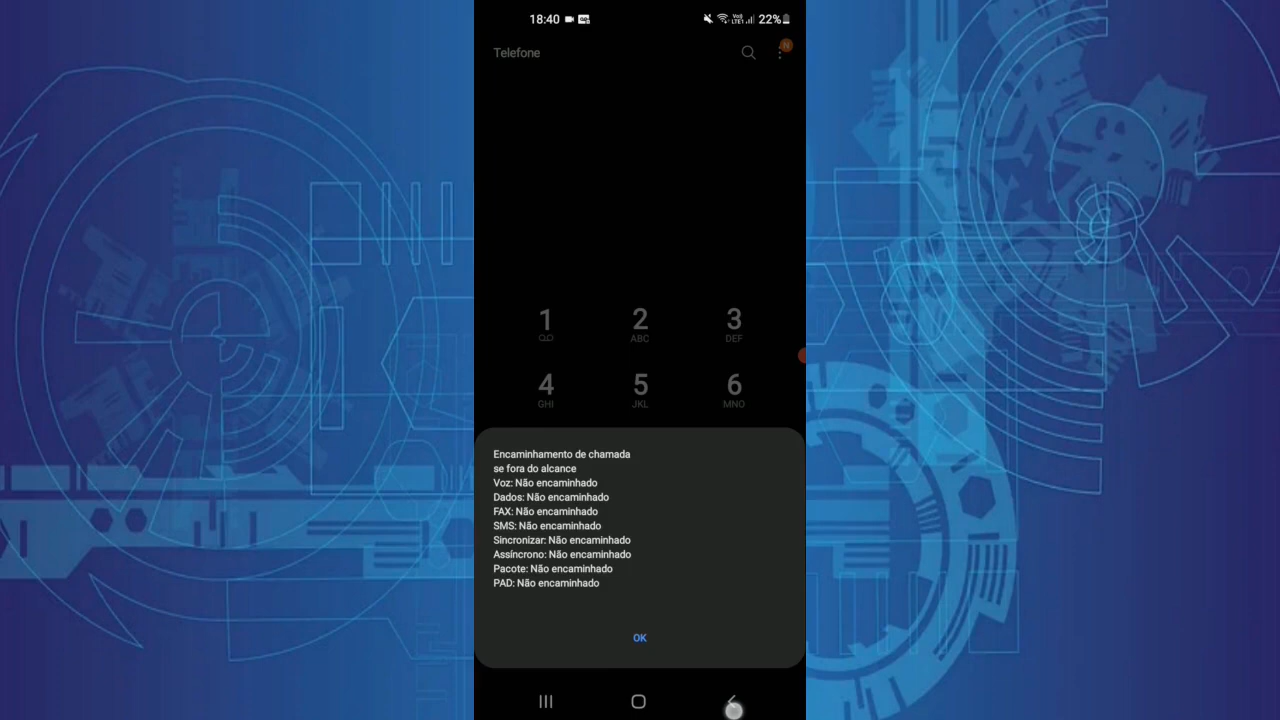 18:40
VoD
LTE1
22%
Telefone
N
1
2
ABC
3
DEF
4
GHI
5
JKL
6
MNO
Encaminhamento de chamada
se fora do alcance
Voz: Não encaminhado
Dados: Não encaminhado
FAX: Não encaminhado
SMS: Não encaminhado
Sincronizar: Não encaminhado
Assíncrono: Não encaminhado
Pacote: Não encaminhado
PAD: Não encaminhado
OK